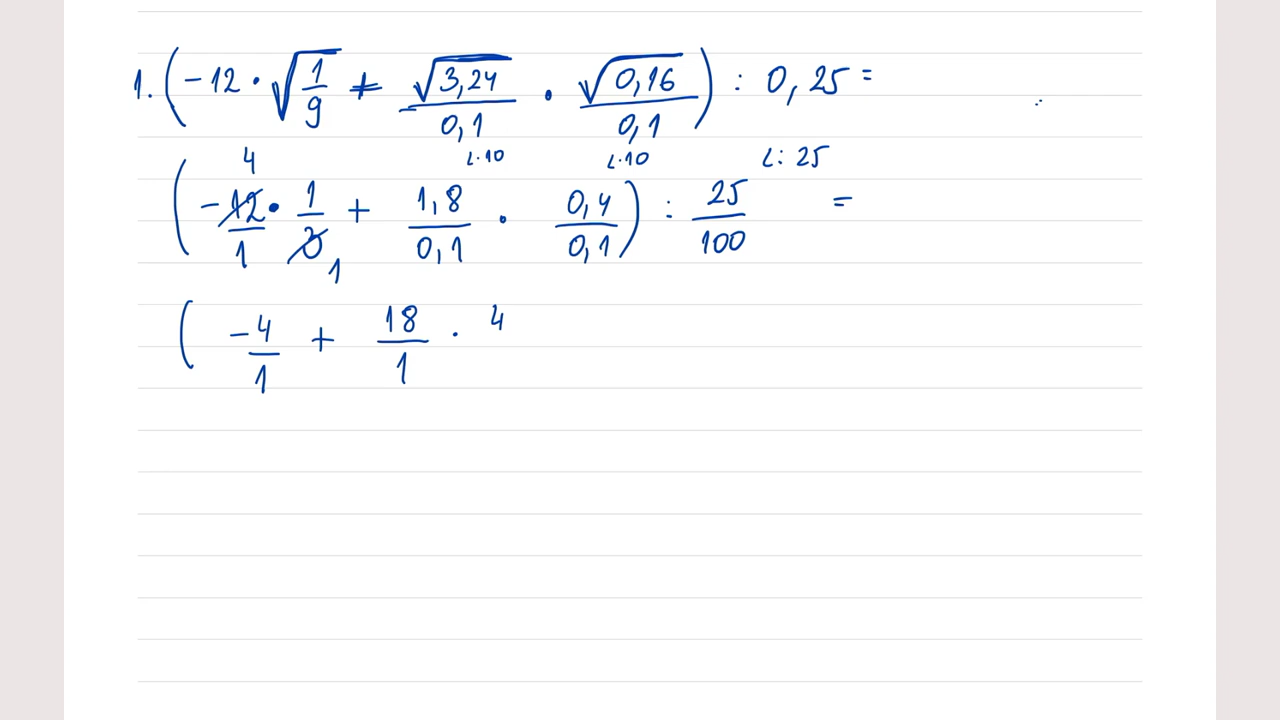 1. (-12 · √(1/9) + √3,24/0,1 · √0,16/0,1) : 0,25 =
4 ∠·10 ∠·10 ∠: 25
(-12/1 · 1/3 + 1,8/0,1 · 0,4/0,1) : 25/100 =
1
(-4/1 + 18/1 · 4